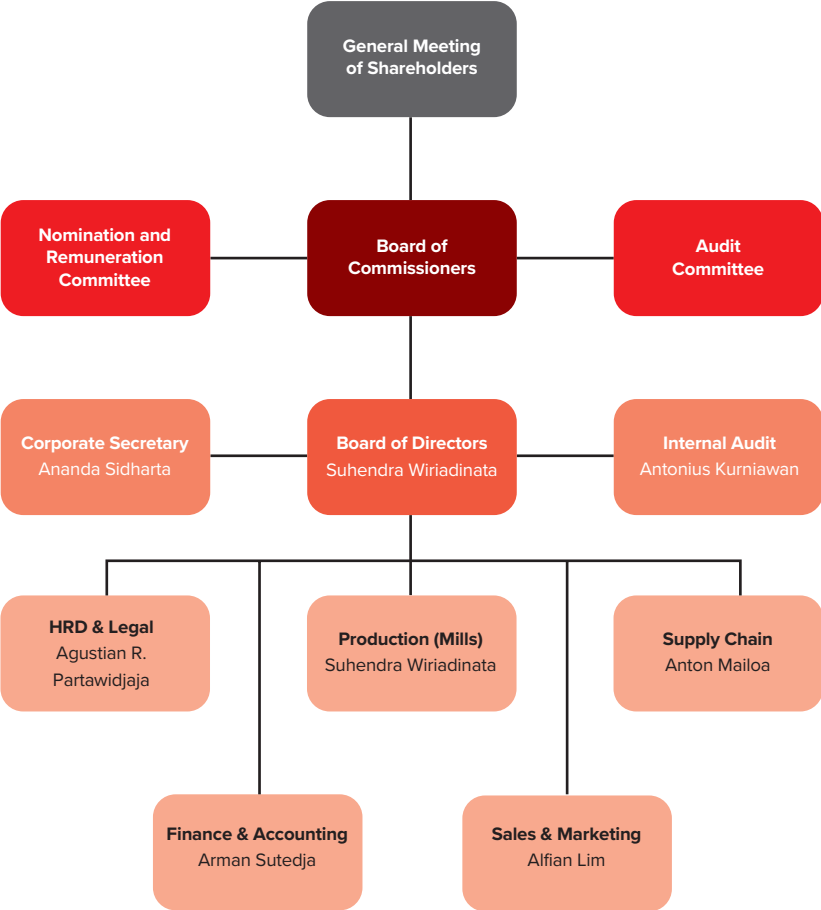 General Meeting
of Shareholders
Nomination and
Remuneration
Committee
Board of
Commissioners
Audit
Committee
Corporate Secretary
Ananda Sidharta
Board of Directors
Suhendra Wiriadinata
Internal Audit
Antonius Kurniawan
HRD & Legal
Agustian R.
Partawidjaja
Production (Mills)
Suhendra Wiriadinata
Supply Chain
Anton Mailoa
Finance & Accounting
Arman Sutedja
Sales & Marketing
Alfian Lim